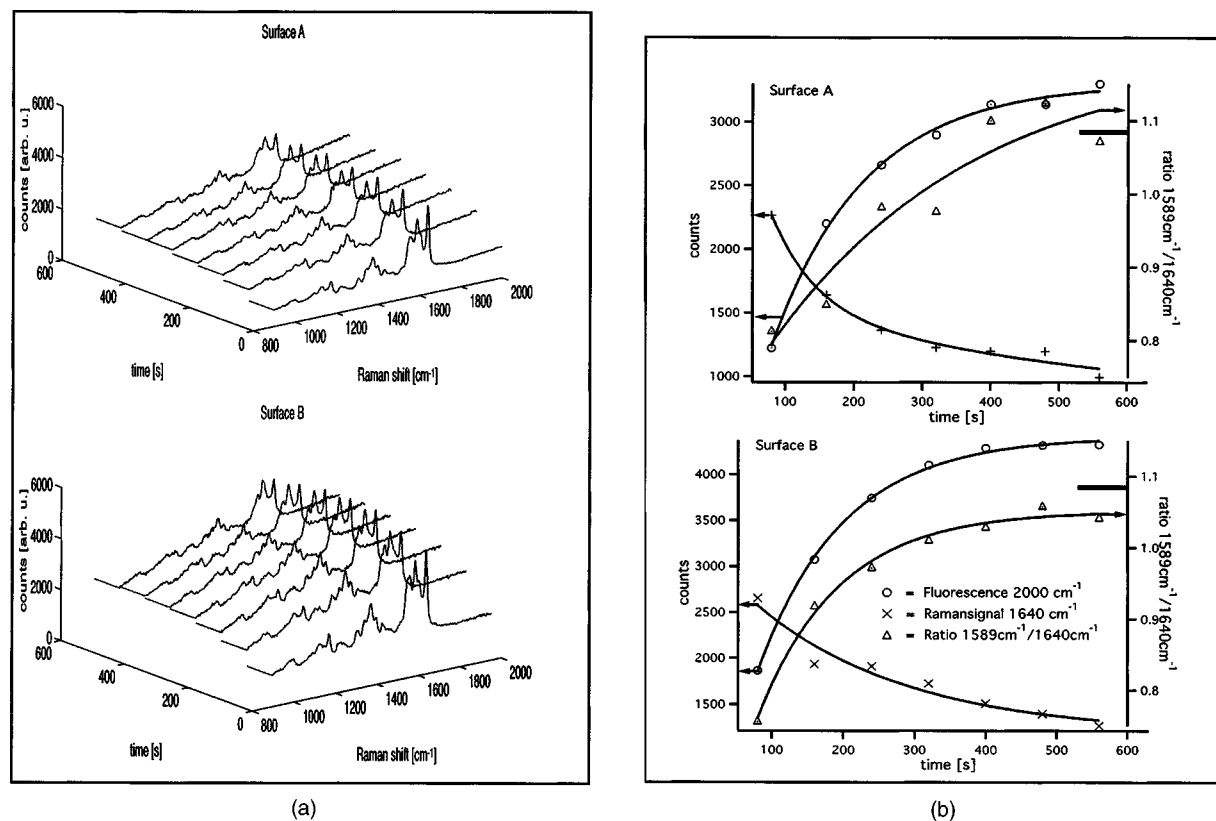 Surface A
counts [arb. u.]
6000
4000
2000
0
600
400
200
0
time [s]
800
1000
1200
1400
1600
1800
2000
Raman shift [cm-1]
Surface B
counts [arb. u.]
6000
4000
2000
0
600
400
200
0
time [s]
800
1000
1200
1400
1600
1800
2000
Raman shift [cm-1]
(a)
Surface A
counts
3000
2500
2000
1500
1000
100
200
300
400
500
600
time [s]
1.1
1.0
0.9
0.8
ratio 1589cm-1/1640cm-1
Surface B
counts
4000
3500
3000
2500
2000
1500
100
200
300
400
500
600
time [s]
1.1
1.0
0.90
0.8
ratio 1589cm-1/1640cm-1
= Fluorescence 2000 cm-1
= Ramansignal 1640 cm-1
= Ratio 1589cm-1/1640cm-1
(b)